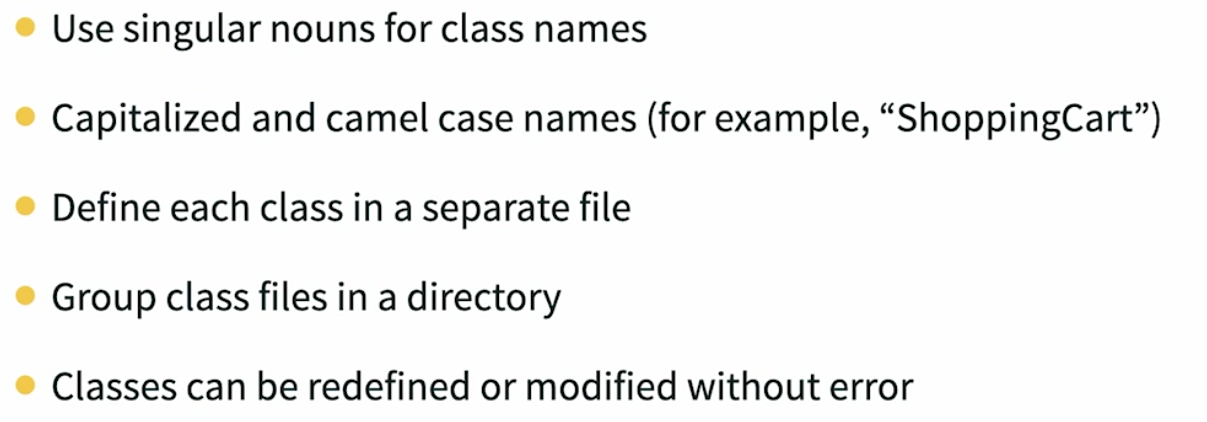 Use singular nouns for class names
Capitalized and camel case names (for example, “ShoppingCart”)
Define each class in a separate file
Group class files in a directory
Classes can be redefined or modified without error